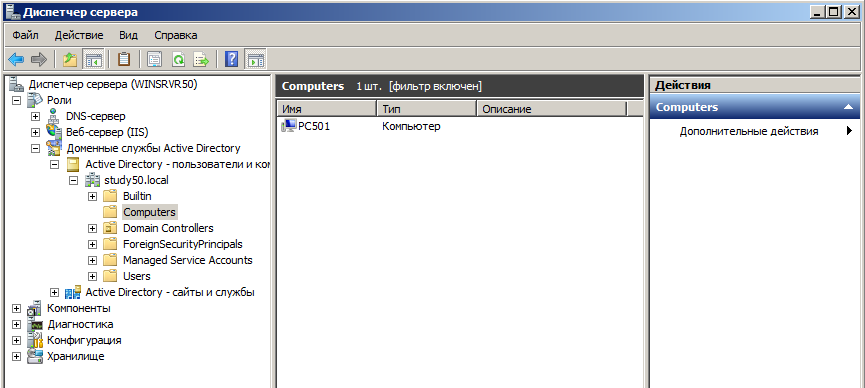 Диспетчер сервера
Файл Действие Вид Справка
Диспетчер сервера (WINSRVR50)
Роли
DNS-сервер
Веб-сервер (IIS)
Доменные службы Active Directory
Active Directory - пользователи и ком
study50.local
Builtin
Computers
Domain Controllers
ForeignSecurityPrincipals
Managed Service Accounts
Users
Active Directory - сайты и службы
Компоненты
Диагностика
Конфигурация
Хранилище
Computers 1 шт. [фильтр включен]
Имя Тип Описание
PC501 Компьютер
Действия
Computers
Дополнительные действия